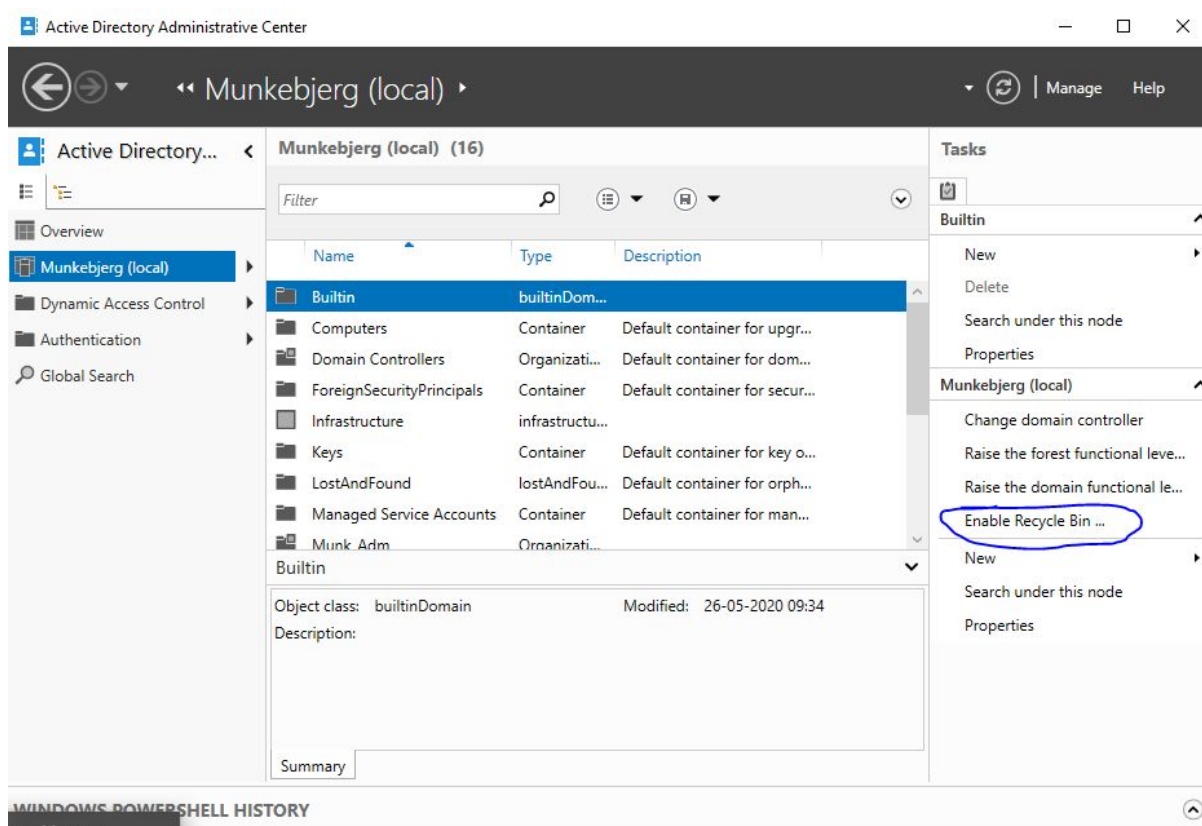 Active Directory Administrative Center
Munkebjerg (local)
Manage Help
Active Directory...
Overview
Munkebjerg (local)
Dynamic Access Control
Authentication
Global Search
Munkebjerg (local) (16)
Filter
Name Type Description
Builtin builtinDom...
Computers Container Default container for upgr...
Domain Controllers Organizati... Default container for dom...
ForeignSecurityPrincipals Container Default container for secur...
Infrastructure infrastructu...
Keys Container Default container for key o...
LostAndFound lostAndFou... Default container for orph...
Managed Service Accounts Container Default container for man...
Munk_Adm Organizati...
Builtin
Object class: builtinDomain Modified: 26-05-2020 09:34
Description:
Summary
Tasks
Builtin
New
Delete
Search under this node
Properties
Munkebjerg (local)
Change domain controller
Raise the forest functional leve...
Raise the domain functional le...
Enable Recycle Bin ...
New
Search under this node
Properties
WINDOWS POWERSHELL HISTORY